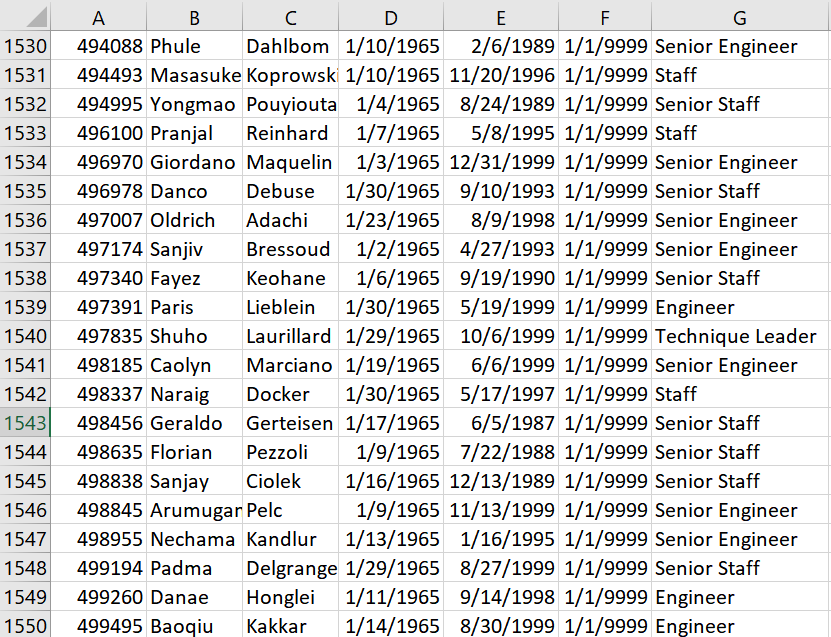 A B C D E F G
1530 494088 Phule Dahlbom 1/10/1965 2/6/1989 1/1/9999 Senior Engineer
1531 494493 Masasuke Koprowski 1/10/1965 11/20/1996 1/1/9999 Staff
1532 494995 Yongmao Pouyiouta 1/4/1965 8/24/1989 1/1/9999 Senior Staff
1533 496100 Pranjal Reinhard 1/7/1965 5/8/1995 1/1/9999 Staff
1534 496970 Giordano Maquelin 1/3/1965 12/31/1999 1/1/9999 Senior Engineer
1535 496978 Danco Debuse 1/30/1965 9/10/1993 1/1/9999 Senior Staff
1536 497007 Oldrich Adachi 1/23/1965 8/9/1998 1/1/9999 Senior Engineer
1537 497174 Sanjiv Bressoud 1/2/1965 4/27/1993 1/1/9999 Senior Engineer
1538 497340 Fayez Keohane 1/6/1965 9/19/1990 1/1/9999 Senior Staff
1539 497391 Paris Lieblein 1/30/1965 5/19/1999 1/1/9999 Engineer
1540 497835 Shuho Laurillard 1/29/1965 10/6/1999 1/1/9999 Technique Leader
1541 498185 Caolyn Marciano 1/19/1965 6/6/1999 1/1/9999 Senior Engineer
1542 498337 Naraig Docker 1/30/1965 5/17/1997 1/1/9999 Staff
1543 498456 Geraldo Gerteisen 1/17/1965 6/5/1987 1/1/9999 Senior Staff
1544 498635 Florian Pezzoli 1/9/1965 7/22/1988 1/1/9999 Senior Staff
1545 498838 Sanjay Ciolek 1/16/1965 12/13/1989 1/1/9999 Senior Staff
1546 498845 Arumugan Pelc 1/9/1965 11/13/1999 1/1/9999 Senior Engineer
1547 498955 Nechama Kandlur 1/13/1965 1/16/1995 1/1/9999 Senior Engineer
1548 499194 Padma Delgrange 1/29/1965 8/27/1999 1/1/9999 Senior Staff
1549 499260 Danae Honglei 1/11/1965 9/14/1998 1/1/9999 Engineer
1550 499495 Baoqiu Kakkar 1/14/1965 8/30/1999 1/1/9999 Engineer